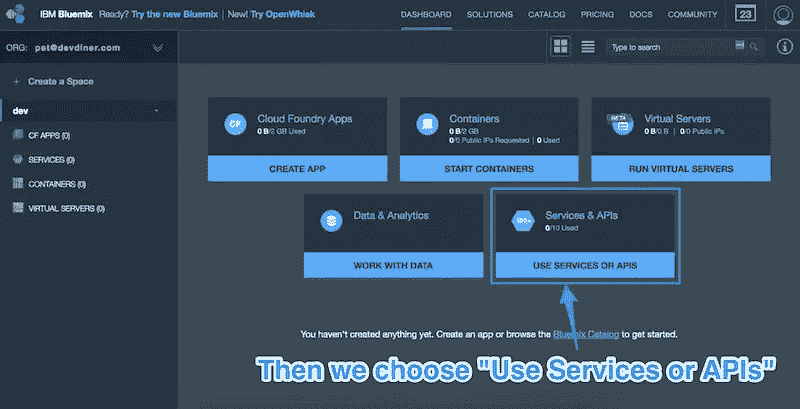 IBM Bluemix Ready? Try the new Bluemix New! Try OpenWhisk DASHBOARD SOLUTIONS CATALOG PRICING DOCS COMMUNITY 23
ORG: pat@devdiner.com Type to search
+ Create a Space
dev
CF APPS (0)
SERVICES (0)
CONTAINERS (0)
VIRTUAL SERVERS (0)
CF Cloud Foundry Apps
0 B/2 GB Used
CREATE APP
Containers
0 B/2 GB
0/0 Public IPs Requested | 0 Used
START CONTAINERS
BETA Virtual Servers
0 B/0 B | 0/0 Public IPs
RUN VIRTUAL SERVERS
Data & Analytics
WORK WITH DATA
100+ Services & APIs
0/10 Used
USE SERVICES OR APIS
You haven't created anything yet. Create an app or browse the Bluemix Catalog to get started.
Then we choose "Use Services or APIs"